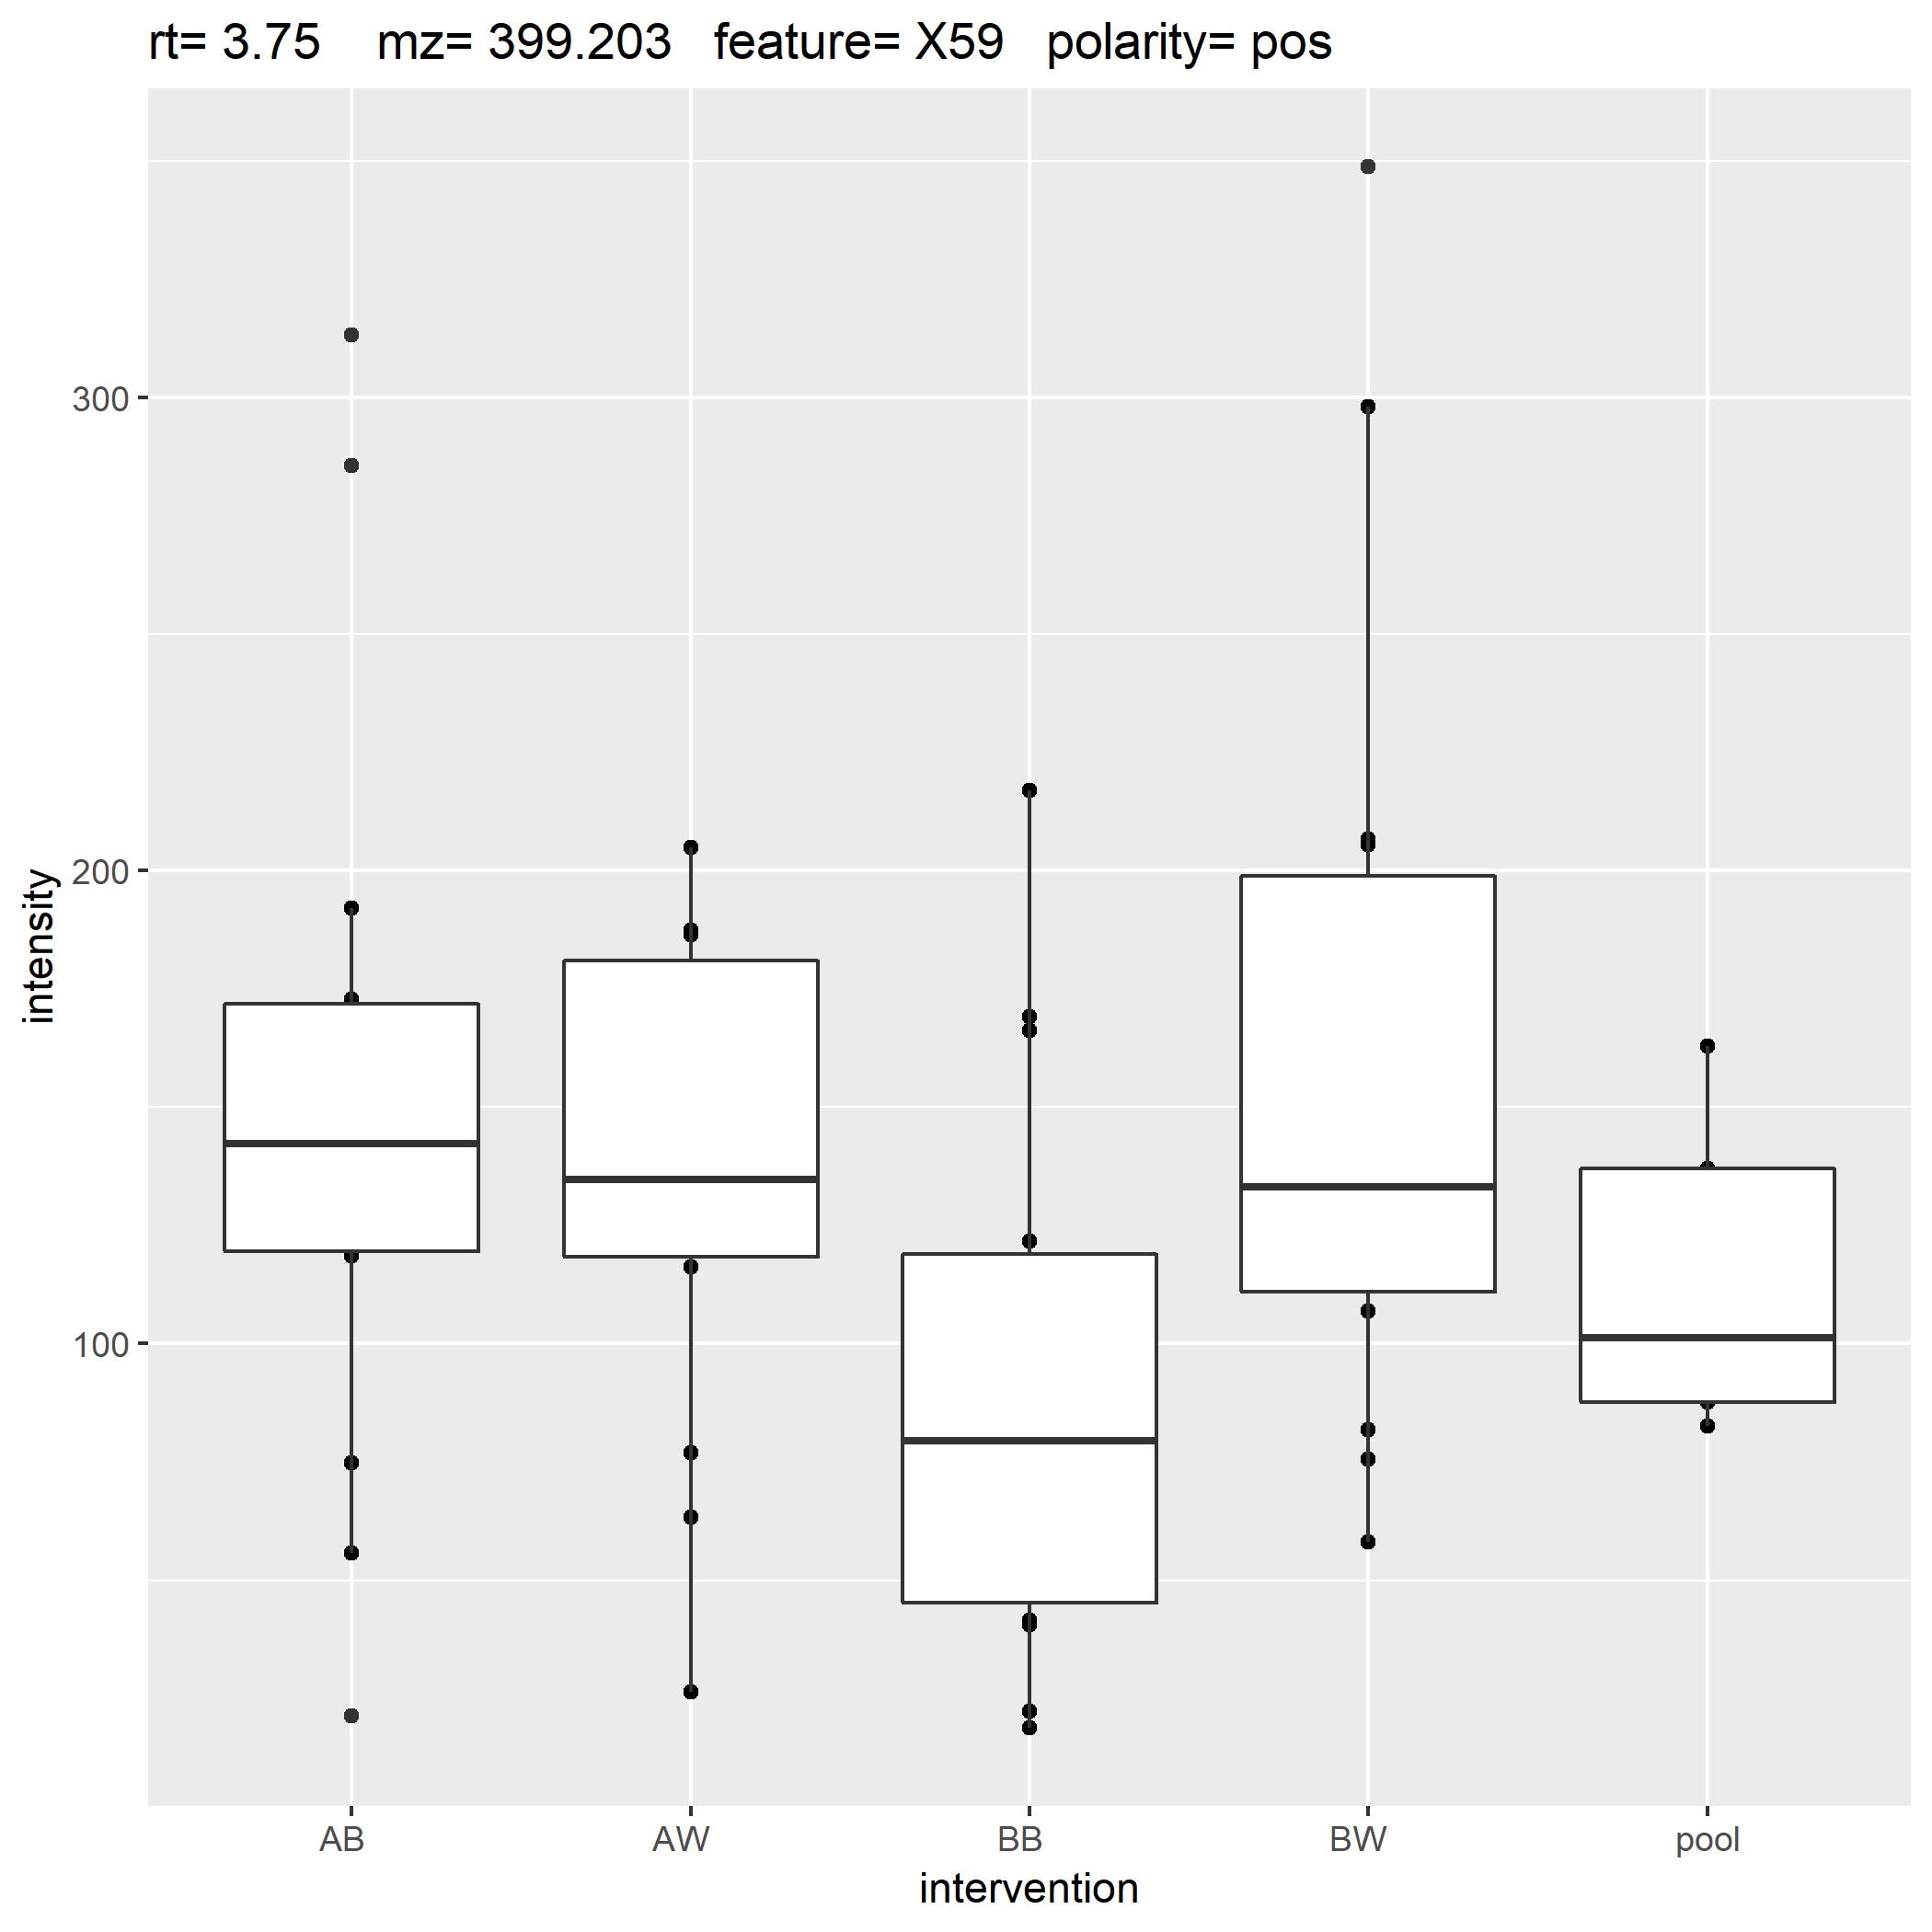 rt= 3.75    mz= 399.203   feature= X59   polarity= pos
intensity
300
200
100
AB AW BB BW pool
intervention